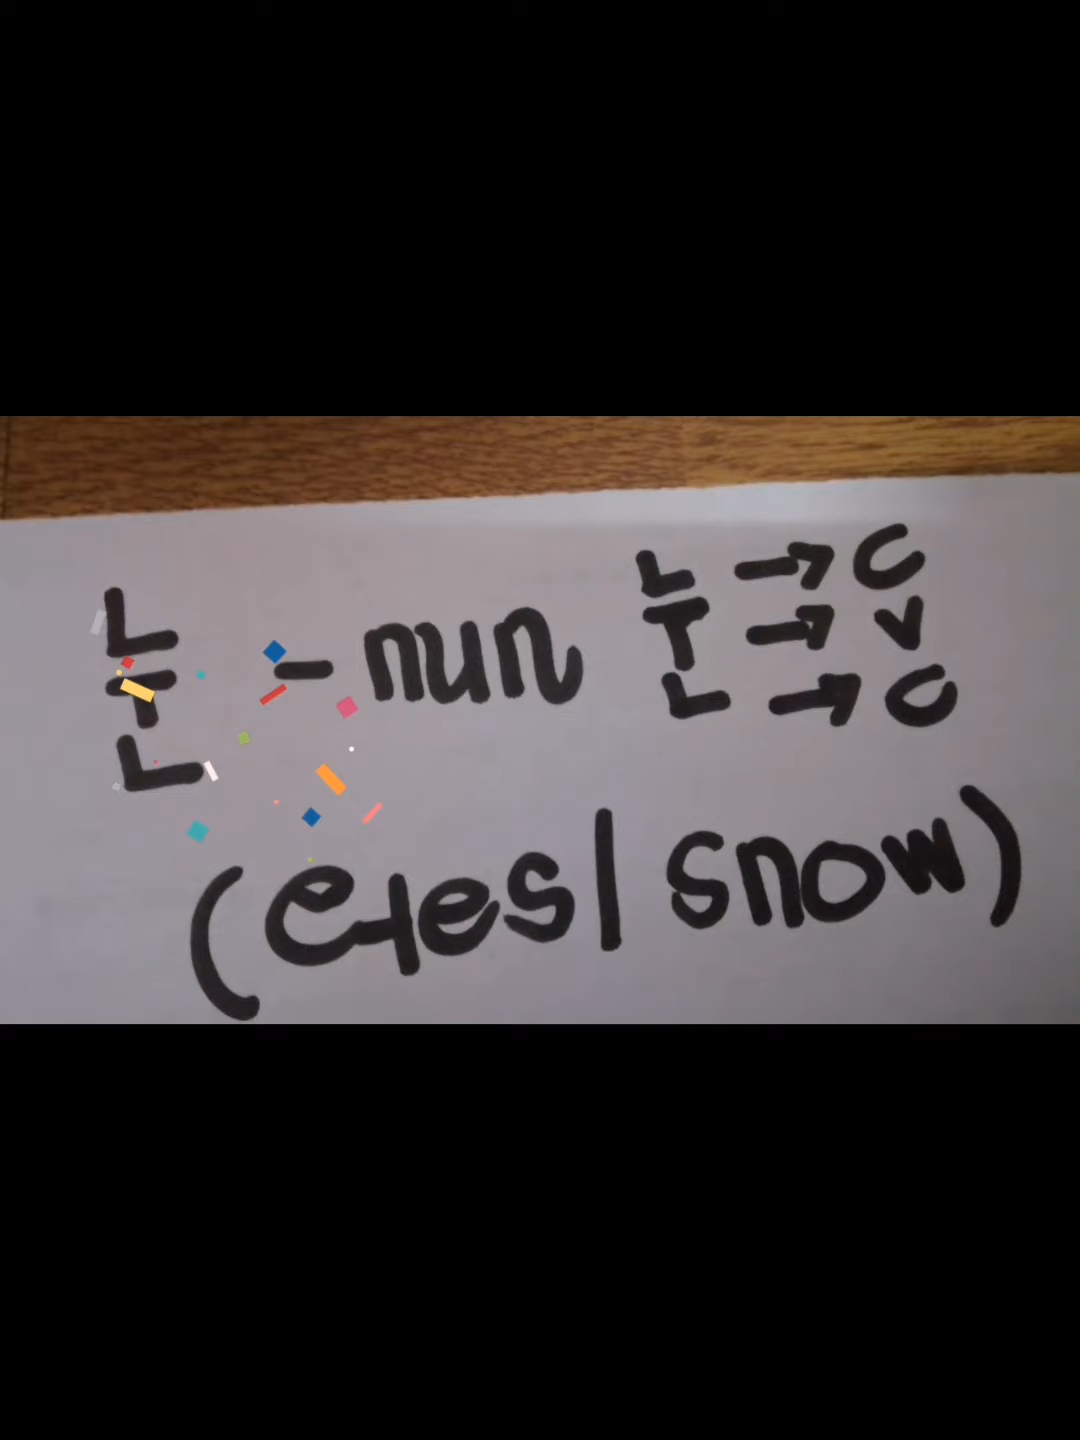 눈 - nun ㄴ → C
ㅜ → V
ㄴ → C
(eyes/snow)